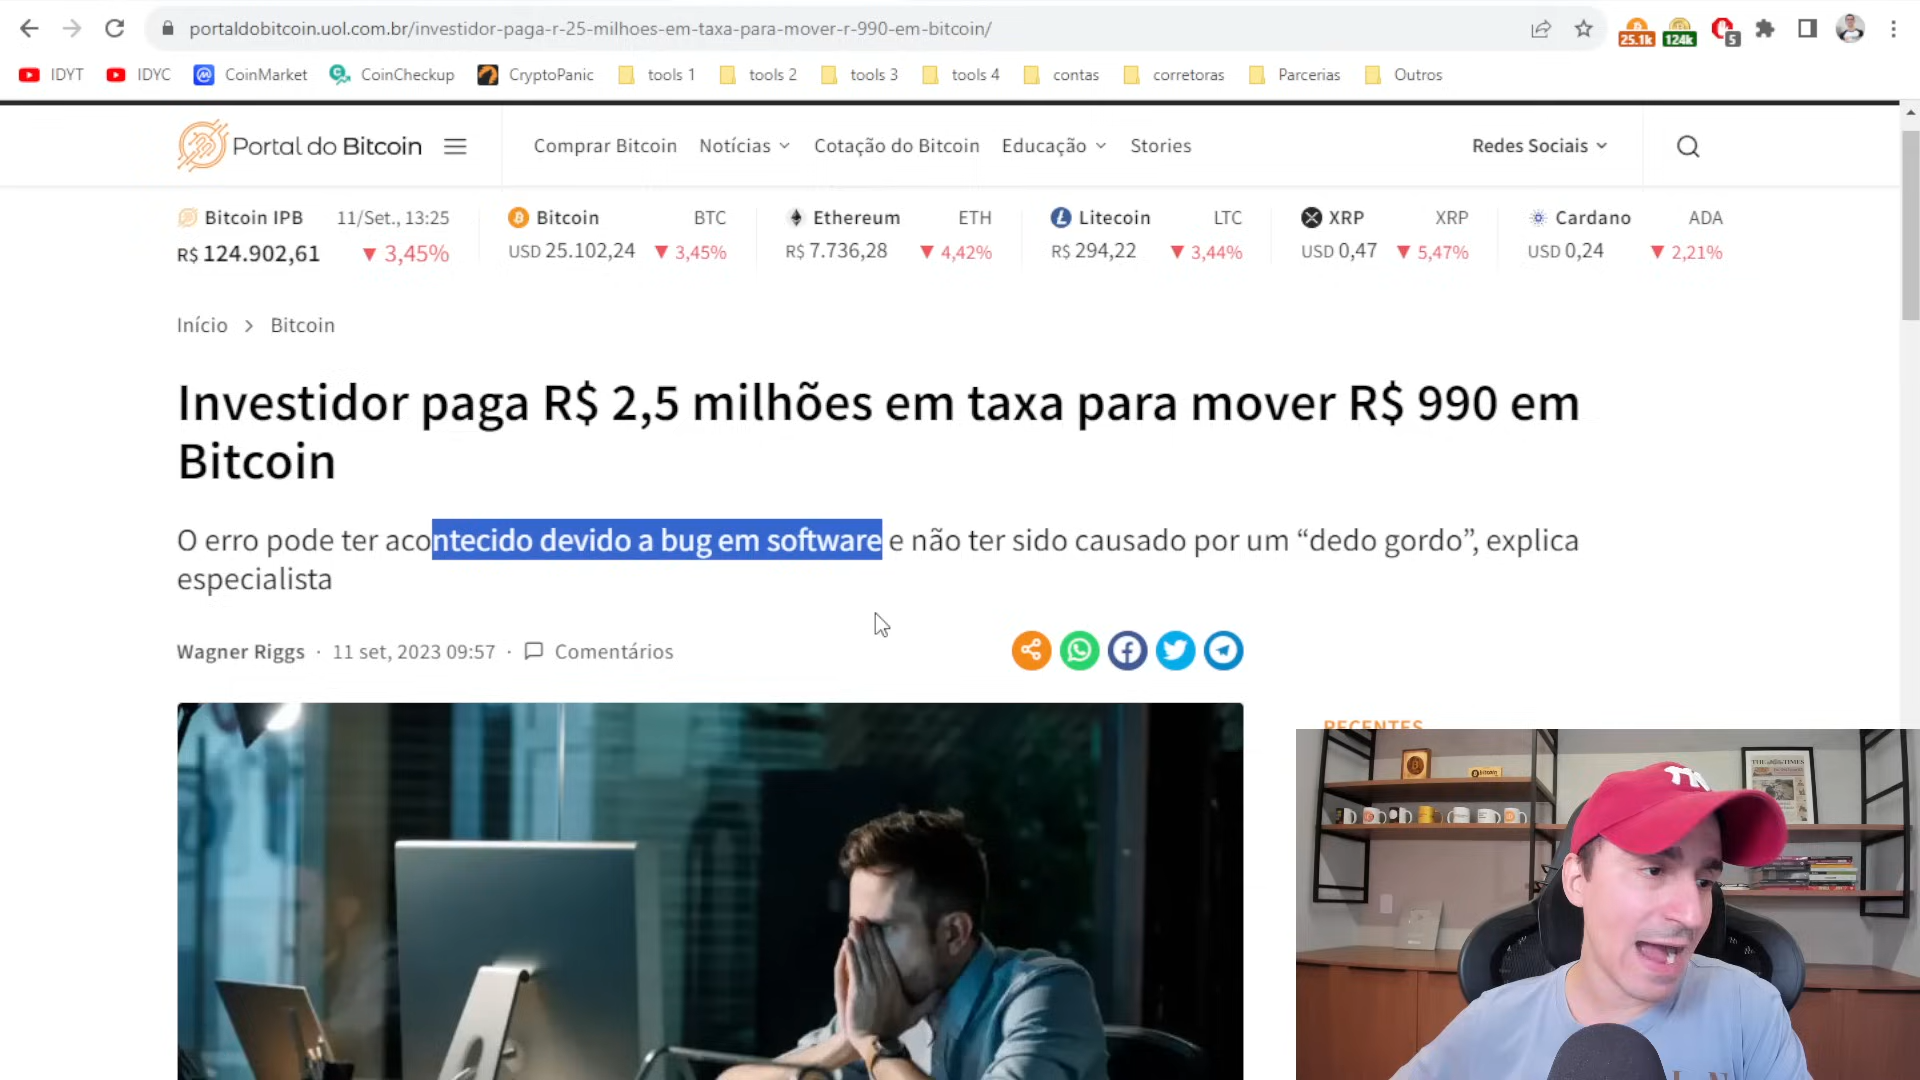 portaldobitcoin.uol.com.br/investidor-paga-r-25-milhoes-em-taxa-para-mover-r-990-em-bitcoin/
25.1k 124k 5
IDYT IDYC CoinMarket CoinCheckup CryptoPanic tools 1 tools 2 tools 3 tools 4 contas corretoras Parcerias Outros
Portal do Bitcoin Comprar Bitcoin Notícias Cotação do Bitcoin Educação Stories Redes Sociais
Bitcoin IPB 11/Set., 13:25 Bitcoin BTC Ethereum ETH Litecoin LTC XRP XRP Cardano ADA
R$ 124.902,61 ▼ 3,45% USD 25.102,24 ▼ 3,45% R$ 7.736,28 ▼ 4,42% R$ 294,22 ▼ 3,44% USD 0,47 ▼ 5,47% USD 0,24 ▼ 2,21%
Início > Bitcoin
Investidor paga R$ 2,5 milhões em taxa para mover R$ 990 em
Bitcoin
O erro pode ter acontecido devido a bug em software e não ter sido causado por um “dedo gordo”, explica
especialista
Wagner Riggs · 11 set, 2023 09:57 · Comentários
RECENTES
bitcoin